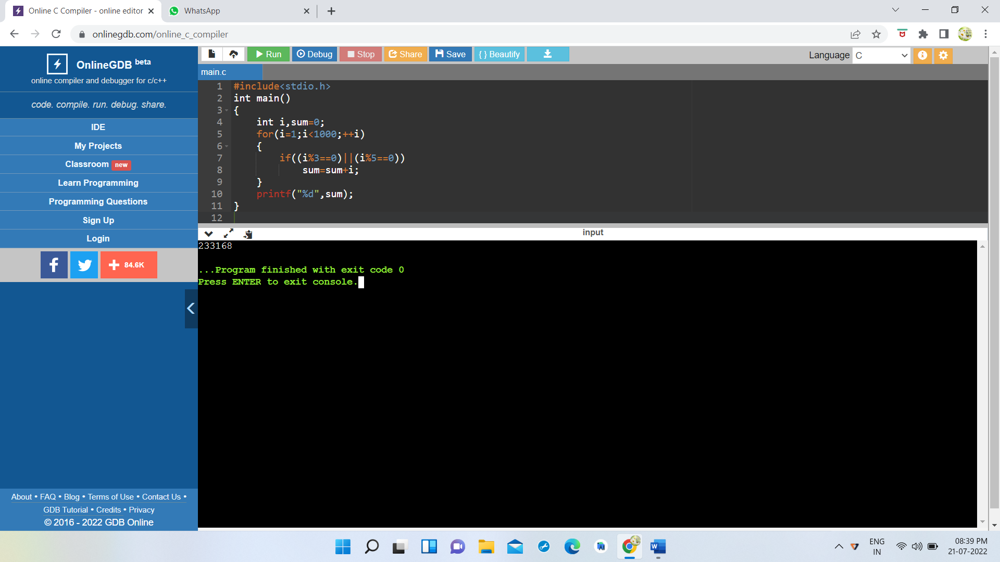 Online C Compiler - online editor
WhatsApp
onlinegdb.com/online_c_compiler
OnlineGDB beta
online compiler and debugger for c/c++
code. compile. run. debug. share.
IDE
My Projects
Classroom new
Learn Programming
Programming Questions
Sign Up
Login
84.6K
About • FAQ • Blog • Terms of Use • Contact Us •
GDB Tutorial • Credits • Privacy
© 2016 - 2022 GDB Online
Run Debug Stop Share Save { } Beautify
Language C
main.c
1 #include<stdio.h>
2 int main()
3 {
4     int i,sum=0;
5     for(i=1;i<1000;++i)
6     {
7         if((i%3==0)||(i%5==0))
8             sum=sum+i;
9     }
10     printf("%d",sum);
11 }
12
input
233168
...Program finished with exit code 0
Press ENTER to exit console.
ENG
IN
08:39 PM
21-07-2022